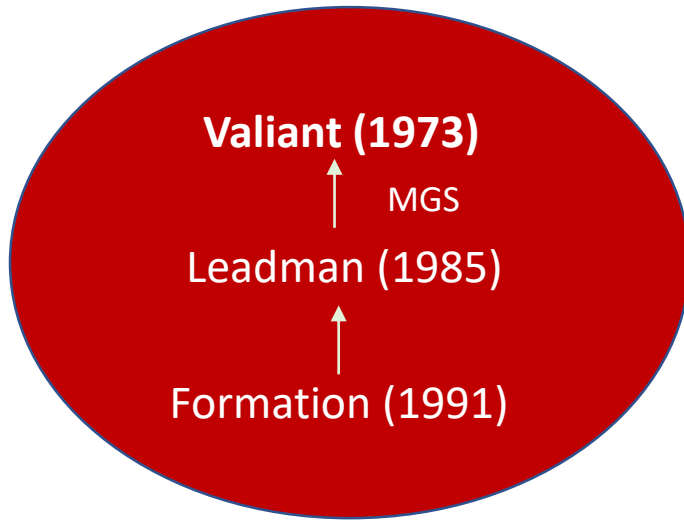 Valiant (1973)
MGS
Leadman (1985)
Formation (1991)